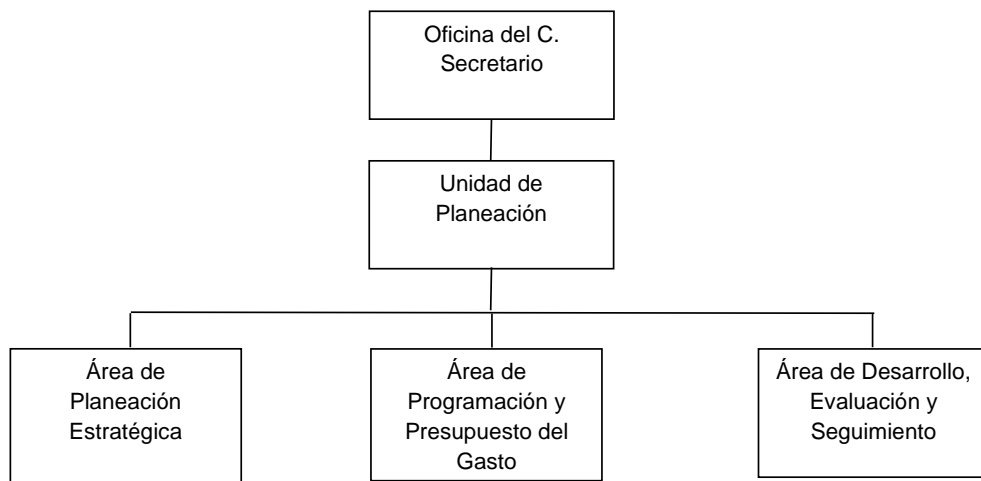 Oficina del C.
Secretario
Unidad de
Planeación
Área de
Planeación
Estratégica
Área de
Programación y
Presupuesto del
Gasto
Área de Desarrollo,
Evaluación y
Seguimiento